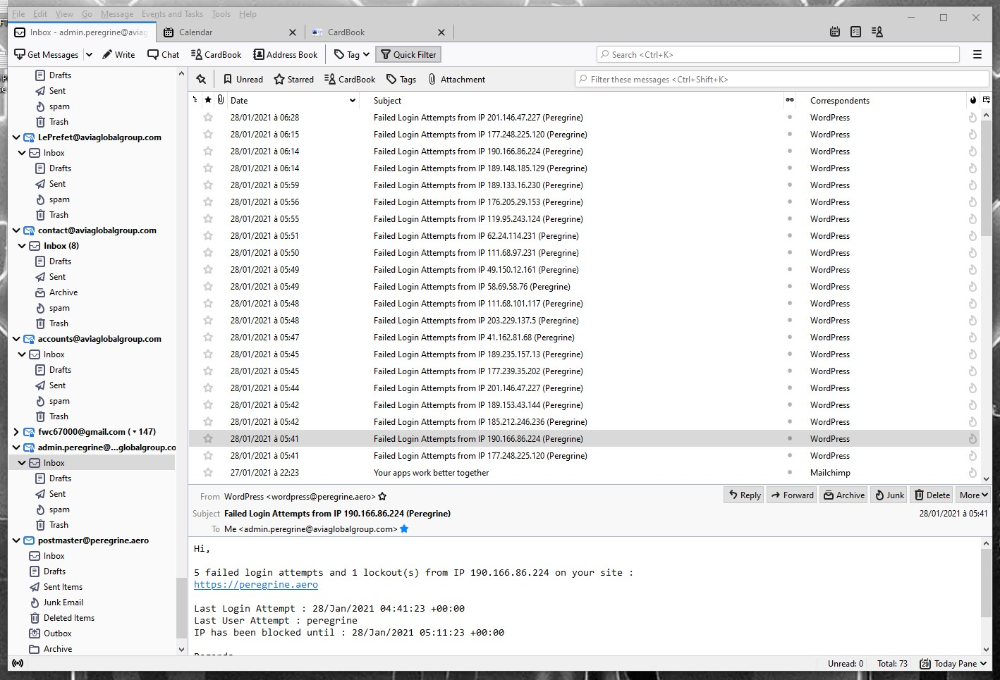 File Edit View Go Message Events and Tasks Tools Help
Inbox - admin.peregrine@aviag
Calendar
CardBook
Get Messages
Write
Chat
CardBook
Address Book
Tag
Quick Filter
Search <Ctrl+K>
Drafts
Sent
spam
Trash
LePrefet@aviaglobalgroup.com
Inbox
Drafts
Sent
spam
Trash
contact@aviaglobalgroup.com
Inbox (8)
Drafts
Sent
Archive
spam
Trash
accounts@aviaglobalgroup.com
Inbox
Drafts
Sent
spam
Trash
fwc67000@gmail.com ( • 147)
admin.peregrine@...globalgroup.co
Inbox
Drafts
Sent
spam
Trash
postmaster@peregrine.aero
Inbox
Drafts
Sent Items
Junk Email
Deleted Items
Outbox
Archive
Unread Starred CardBook Tags Attachment
Filter these messages <Ctrl+Shift+K>
Date Subject Correspondents
28/01/2021 à 06:28 Failed Login Attempts from IP 201.146.47.227 (Peregrine) WordPress
28/01/2021 à 06:15 Failed Login Attempts from IP 177.248.225.120 (Peregrine) WordPress
28/01/2021 à 06:14 Failed Login Attempts from IP 190.166.86.224 (Peregrine) WordPress
28/01/2021 à 06:14 Failed Login Attempts from IP 189.148.185.129 (Peregrine) WordPress
28/01/2021 à 05:59 Failed Login Attempts from IP 189.133.16.230 (Peregrine) WordPress
28/01/2021 à 05:56 Failed Login Attempts from IP 176.205.29.153 (Peregrine) WordPress
28/01/2021 à 05:55 Failed Login Attempts from IP 119.95.243.124 (Peregrine) WordPress
28/01/2021 à 05:51 Failed Login Attempts from IP 62.24.114.231 (Peregrine) WordPress
28/01/2021 à 05:50 Failed Login Attempts from IP 111.68.97.231 (Peregrine) WordPress
28/01/2021 à 05:49 Failed Login Attempts from IP 49.150.12.161 (Peregrine) WordPress
28/01/2021 à 05:49 Failed Login Attempts from IP 58.69.58.76 (Peregrine) WordPress
28/01/2021 à 05:48 Failed Login Attempts from IP 111.68.101.117 (Peregrine) WordPress
28/01/2021 à 05:48 Failed Login Attempts from IP 203.229.137.5 (Peregrine) WordPress
28/01/2021 à 05:47 Failed Login Attempts from IP 41.162.81.68 (Peregrine) WordPress
28/01/2021 à 05:45 Failed Login Attempts from IP 189.235.157.13 (Peregrine) WordPress
28/01/2021 à 05:45 Failed Login Attempts from IP 177.239.35.202 (Peregrine) WordPress
28/01/2021 à 05:44 Failed Login Attempts from IP 201.146.47.227 (Peregrine) WordPress
28/01/2021 à 05:42 Failed Login Attempts from IP 189.153.43.144 (Peregrine) WordPress
28/01/2021 à 05:42 Failed Login Attempts from IP 185.212.246.236 (Peregrine) WordPress
28/01/2021 à 05:41 Failed Login Attempts from IP 190.166.86.224 (Peregrine) WordPress
28/01/2021 à 05:41 Failed Login Attempts from IP 177.248.225.120 (Peregrine) WordPress
27/01/2021 à 22:23 Your apps work better together Mailchimp
From WordPress <wordpress@peregrine.aero>
Reply Forward Archive Junk Delete More
Subject Failed Login Attempts from IP 190.166.86.224 (Peregrine) 28/01/2021 à 05:41
To Me <admin.peregrine@aviaglobalgroup.com>
Hi,
5 failed login attempts and 1 lockout(s) from IP 190.166.86.224 on your site :
https://peregrine.aero
Last Login Attempt : 28/Jan/2021 04:41:23 +00:00
Last User Attempt : peregrine
IP has been blocked until : 28/Jan/2021 05:11:23 +00:00
Unread: 0 Total: 73 29 Today Pane